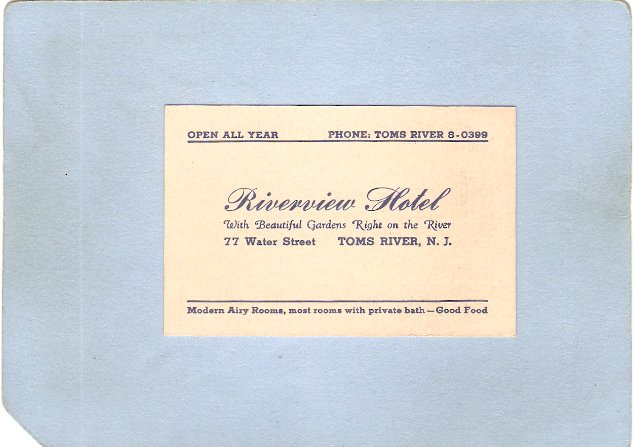 OPEN ALL YEAR PHONE: TOMS RIVER 8-0399
Riverview Hotel
With Beautiful Gardens Right on the River
77 Water Street TOMS RIVER, N. J.
Modern Airy Rooms, most rooms with private bath—Good Food